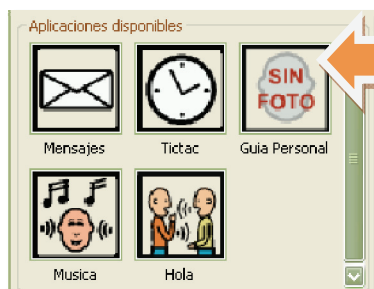 Aplicaciones disponibles
SIN
FOTO
Mensajes Tictac Guia Personal
Musica Hola